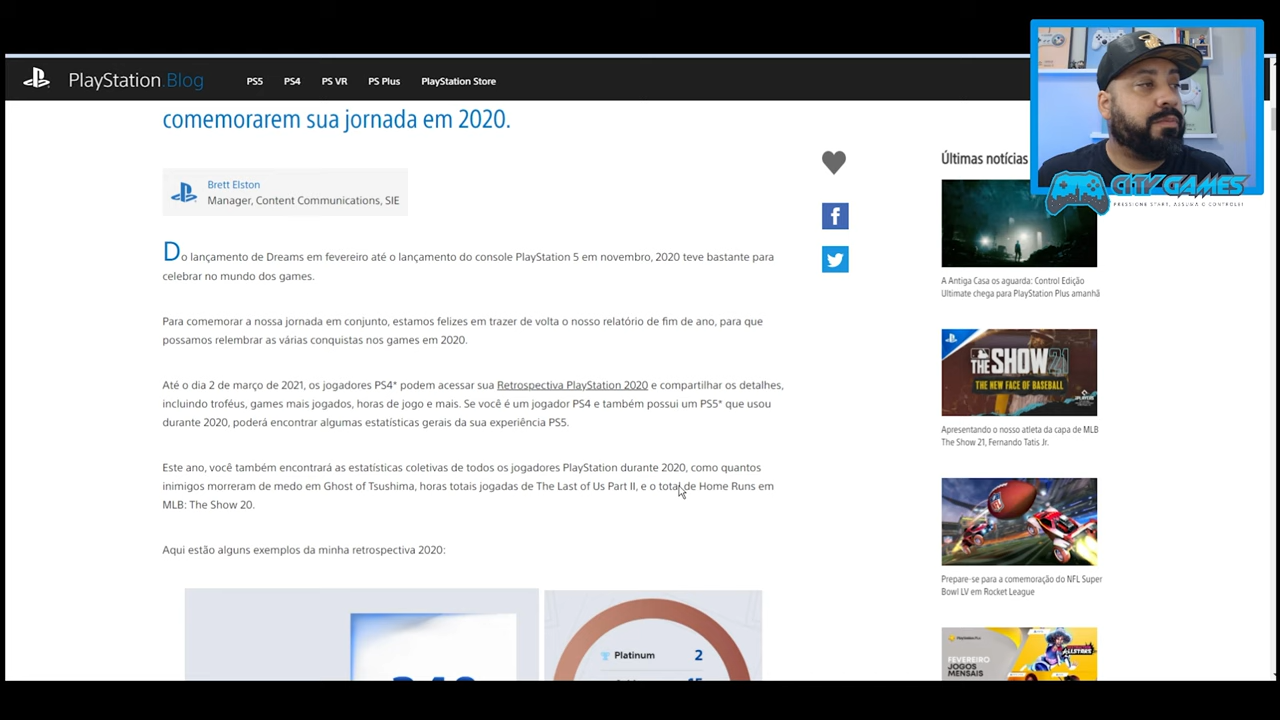 PlayStation.Blog
PS5
PS4
PS VR
PS Plus
PlayStation Store
comemorarem sua jornada em 2020.
Brett Elston
Manager, Content Communications, SIE
Do lançamento de Dreams em fevereiro até o lançamento do console PlayStation 5 em novembro, 2020 teve bastante para
celebrar no mundo dos games.
Para comemorar a nossa jornada em conjunto, estamos felizes em trazer de volta o nosso relatório de fim de ano, para que
possamos relembrar as várias conquistas nos games em 2020.
Até o dia 2 de março de 2021, os jogadores PS4* podem acessar sua Retrospectiva PlayStation 2020 e compartilhar os detalhes,
incluindo troféus, games mais jogados, horas de jogo e mais. Se você é um jogador PS4 e também possui um PS5* que usou
durante 2020, poderá encontrar algumas estatísticas gerais da sua experiência PS5.
Este ano, você também encontrará as estatísticas coletivas de todos os jogadores PlayStation durante 2020, como quantos
inimigos morreram de medo em Ghost of Tsushima, horas totais jogadas de The Last of Us Part II, e o total de Home Runs em
MLB: The Show 20.
Aqui estão alguns exemplos da minha retrospectiva 2020:
Platinum 2
CITY GAMES
PRESSIONE START, ASSUMA O CONTROLE!
Últimas notícias
A Antiga Casa os aguarda: Control Edição
Ultimate chega para PlayStation Plus amanhã
THE SHOW 21
THE NEW FACE OF BASEBALL
Apresentando o nosso atleta da capa de MLB
The Show 21, Fernando Tatis Jr.
Prepare-se para a comemoração do NFL Super
Bowl LV em Rocket League
FEVEREIRO
JOGOS
MENSAIS
ALLSTARS